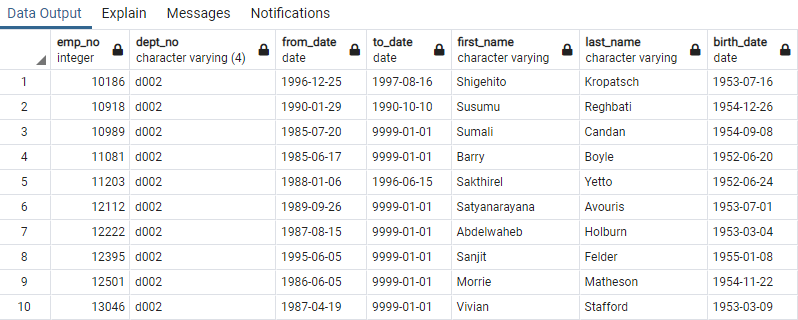 Data Output Explain Messages Notifications
emp_no dept_no from_date to_date first_name last_name birth_date
integer character varying (4) date date character varying character varying date
1 10186 d002 1996-12-25 1997-08-16 Shigehito Kropatsch 1953-07-16
2 10918 d002 1990-01-29 1990-10-10 Susumu Reghbati 1954-12-26
3 10989 d002 1985-07-20 9999-01-01 Sumali Candan 1954-09-08
4 11081 d002 1985-06-17 9999-01-01 Barry Boyle 1952-06-20
5 11203 d002 1988-01-06 1996-06-15 Sakthirel Yetto 1952-06-24
6 12112 d002 1989-09-26 9999-01-01 Satyanarayana Avouris 1953-07-01
7 12222 d002 1987-08-15 9999-01-01 Abdelwaheb Holburn 1953-03-04
8 12395 d002 1995-06-05 9999-01-01 Sanjit Felder 1955-01-08
9 12501 d002 1986-06-05 9999-01-01 Morrie Matheson 1954-11-22
10 13046 d002 1987-04-19 9999-01-01 Vivian Stafford 1953-03-09